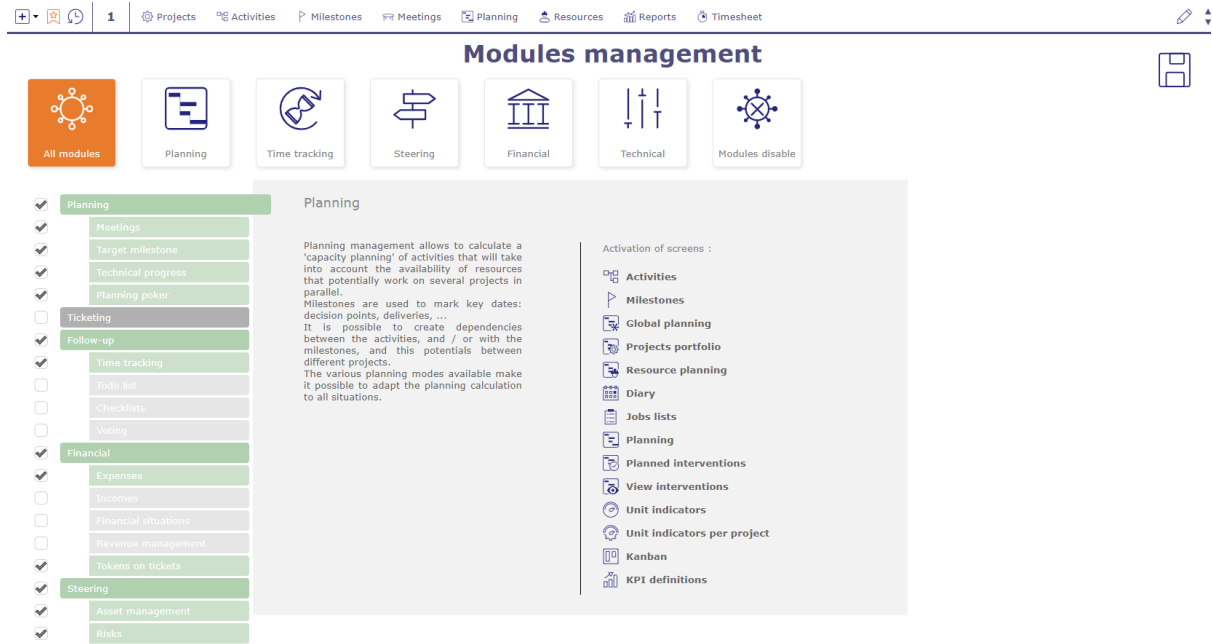 1 Projects Activities Milestones Meetings Planning Resources Reports Timesheet
Modules management
All modules Planning Time tracking Steering Financial Technical Modules disable
Planning
Meetings
Target milestone
Technical progress
Planning poker
Ticketing
Follow-up
Time tracking
Todo list
Checklists
Voting
Financial
Expenses
Incomes
Financial situations
Revenue management
Tokens on tickets
Steering
Asset management
Risks
Planning
Planning management allows to calculate a
'capacity planning' of activities that will take
into account the availability of resources
that potentially work on several projects in
parallel.
Milestones are used to mark key dates:
decision points, deliveries, ...
It is possible to create dependencies
between the activities, and / or with the
milestones, and this potentials between
different projects.
The various planning modes available make
it possible to adapt the planning calculation
to all situations.
Activation of screens :
Activities
Milestones
Global planning
Projects portfolio
Resource planning
Diary
Jobs lists
Planning
Planned interventions
View interventions
Unit indicators
Unit indicators per project
Kanban
KPI definitions